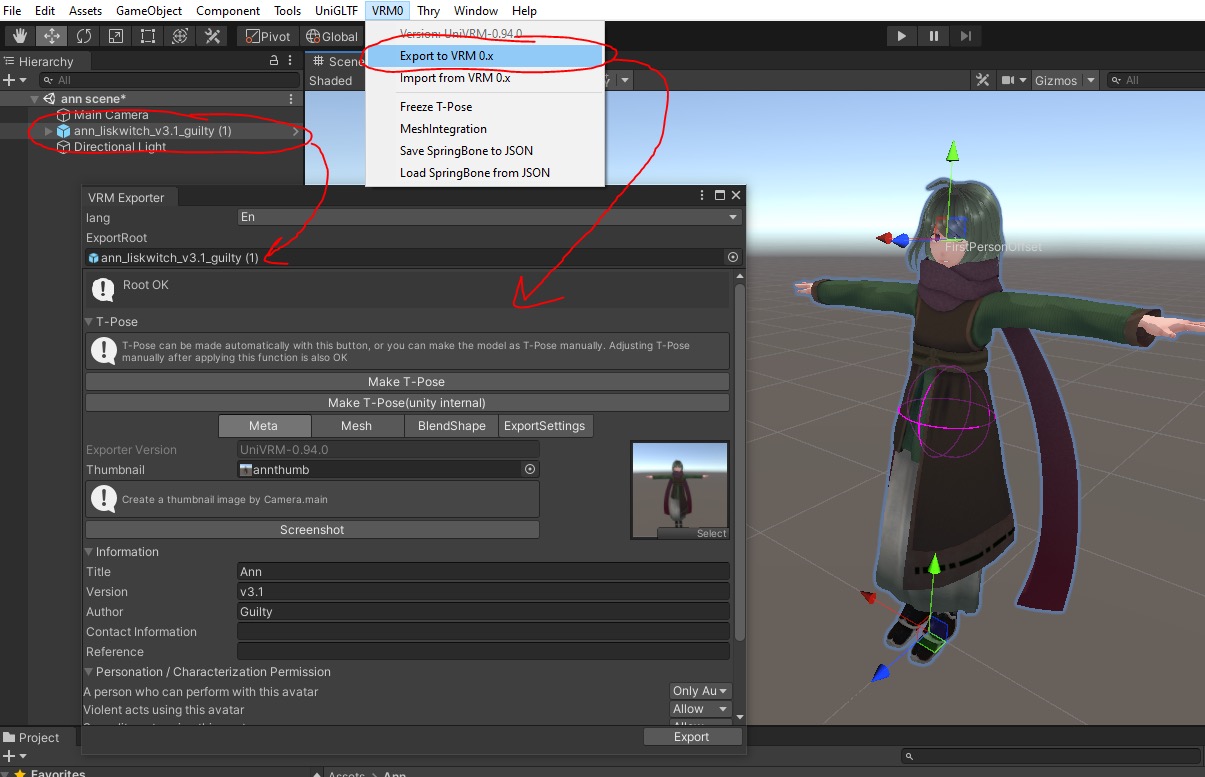 File Edit Assets GameObject Component Tools UniGLTF VRM0 Thry Window Help
Pivot Global
Version: UniVRM-0.94.0
Export to VRM 0.x
Import from VRM 0.x
Freeze T-Pose
MeshIntegration
Save SpringBone to JSON
Load SpringBone from JSON
Hierarchy
All
ann scene*
Main Camera
ann_liskwitch_v3.1_guilty (1)
Directional Light
Scene
Shaded
Gizmos
All
FirstPersonOffset
VRM Exporter
lang En
ExportRoot
ann_liskwitch_v3.1_guilty (1)
Root OK
T-Pose
T-Pose can be made automatically with this button, or you can make the model as T-Pose manually. Adjusting T-Pose
manually after applying this function is also OK
Make T-Pose
Make T-Pose(unity internal)
Meta Mesh BlendShape ExportSettings
Exporter Version UniVRM-0.94.0
Thumbnail annthumb
Create a thumbnail image by Camera.main
Screenshot
Select
Information
Title Ann
Version v3.1
Author Guilty
Contact Information
Reference
Personation / Characterization Permission
A person who can perform with this avatar Only Au
Violent acts using this avatar Allow
Export
Project
Favorites
Assets > Ann